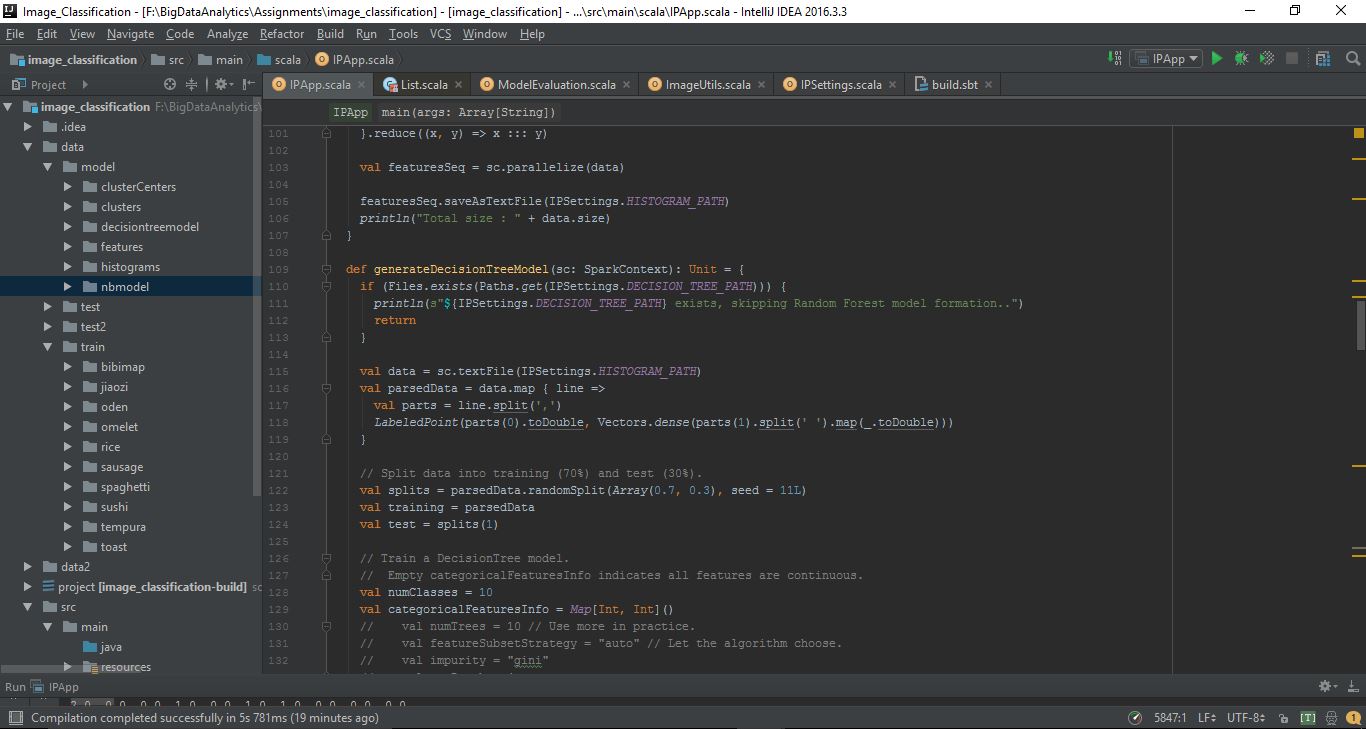 Image_Classification - [F:\BigDataAnalytics\Assignments\image_classification] - [image_classification] - ...\src\main\scala\IPApp.scala - IntelliJ IDEA 2016.3.3
File Edit View Navigate Code Analyze Refactor Build Run Tools VCS Window Help
image_classification src main scala IPApp.scala IPApp
Project IPApp.scala List.scala ModelEvaluation.scala ImageUtils.scala IPSettings.scala build.sbt
IPApp main(args: Array[String])
image_classification F:\BigDataAnalytics\
.idea
data
model
clusterCenters
clusters
decisiontreemodel
features
histograms
nbmodel
test
test2
train
bibimap
jiaozi
oden
omelet
rice
sausage
spaghetti
sushi
tempura
toast
data2
project [image_classification-build] sc
src
main
java
resources
101 }.reduce((x, y) => x ::: y)
102
103 val featuresSeq = sc.parallelize(data)
104
105 featuresSeq.saveAsTextFile(IPSettings.HISTOGRAM_PATH)
106 println("Total size : " + data.size)
107 }
108
109 def generateDecisionTreeModel(sc: SparkContext): Unit = {
110 if (Files.exists(Paths.get(IPSettings.DECISION_TREE_PATH))) {
111 println(s"${IPSettings.DECISION_TREE_PATH} exists, skipping Random Forest model formation..")
112 return
113 }
114
115 val data = sc.textFile(IPSettings.HISTOGRAM_PATH)
116 val parsedData = data.map { line =>
117 val parts = line.split(',')
118 LabeledPoint(parts(0).toDouble, Vectors.dense(parts(1).split(' ').map(_.toDouble)))
119 }
120
121 // Split data into training (70%) and test (30%).
122 val splits = parsedData.randomSplit(Array(0.7, 0.3), seed = 11L)
123 val training = parsedData
124 val test = splits(1)
125
126 // Train a DecisionTree model.
127 // Empty categoricalFeaturesInfo indicates all features are continuous.
128 val numClasses = 10
129 val categoricalFeaturesInfo = Map[Int, Int]()
130 // val numTrees = 10 // Use more in practice.
131 // val featureSubsetStrategy = "auto" // Let the algorithm choose.
132 // val impurity = "gini"
Run IPApp
Compilation completed successfully in 5s 781ms (19 minutes ago) 5847:1 LF UTF-8 [T] 1